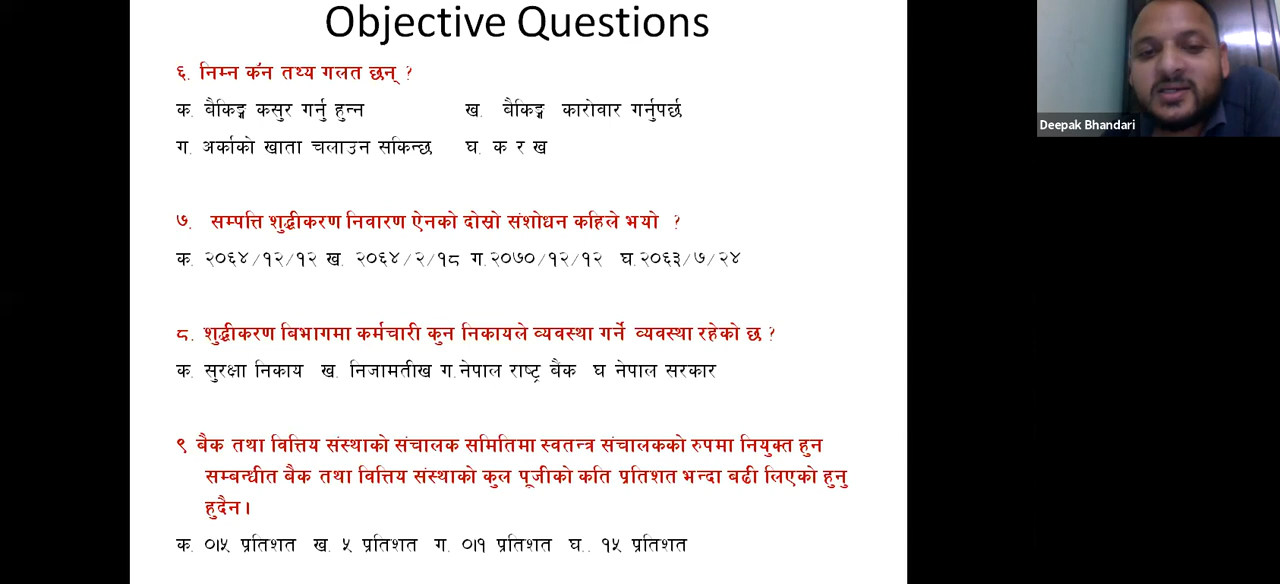 Objective Questions
६. निम्न कन तथ्य गलत छन् ?
क. बैकिङ्ग कसुर गर्नु हुन्न ख. बैकिङ्ग कारोवार गर्नुपर्छ
ग. अर्काको खाता चलाउन सकिन्छ घ. क र ख
७. सम्पत्ति शुद्धीकरण निवारण ऐनको दोस्रो संशोधन कहिले भयो ?
क. २०६४/१२/१२ ख. २०६४/२/१८ ग.२०७०/१२/१२ घ.२०६३/७/२४
८. शुद्धीकरण बिभागमा कर्मचारी कुन निकायले व्यवस्था गर्ने व्यवस्था रहेको छ ?
क. सुरक्षा निकाय ख. निजामतीख ग.नेपाल राष्ट्र बैंक घ नेपाल सरकार
९ बैक तथा वित्तिय संस्थाको संचालक समितिमा स्वतन्त्र संचालकको रुपमा नियुक्त हुन
सम्बन्धीत बैक तथा वित्तिय संस्थाको कुल पूजीको कति प्रतिशत भन्दा बढी लिएको हुनु
हुदैन।
क. ०।५ प्रतिशत ख. ५ प्रतिशत ग. ०।१ प्रतिशत घ.. १५ प्रतिशत
Deepak Bhandari